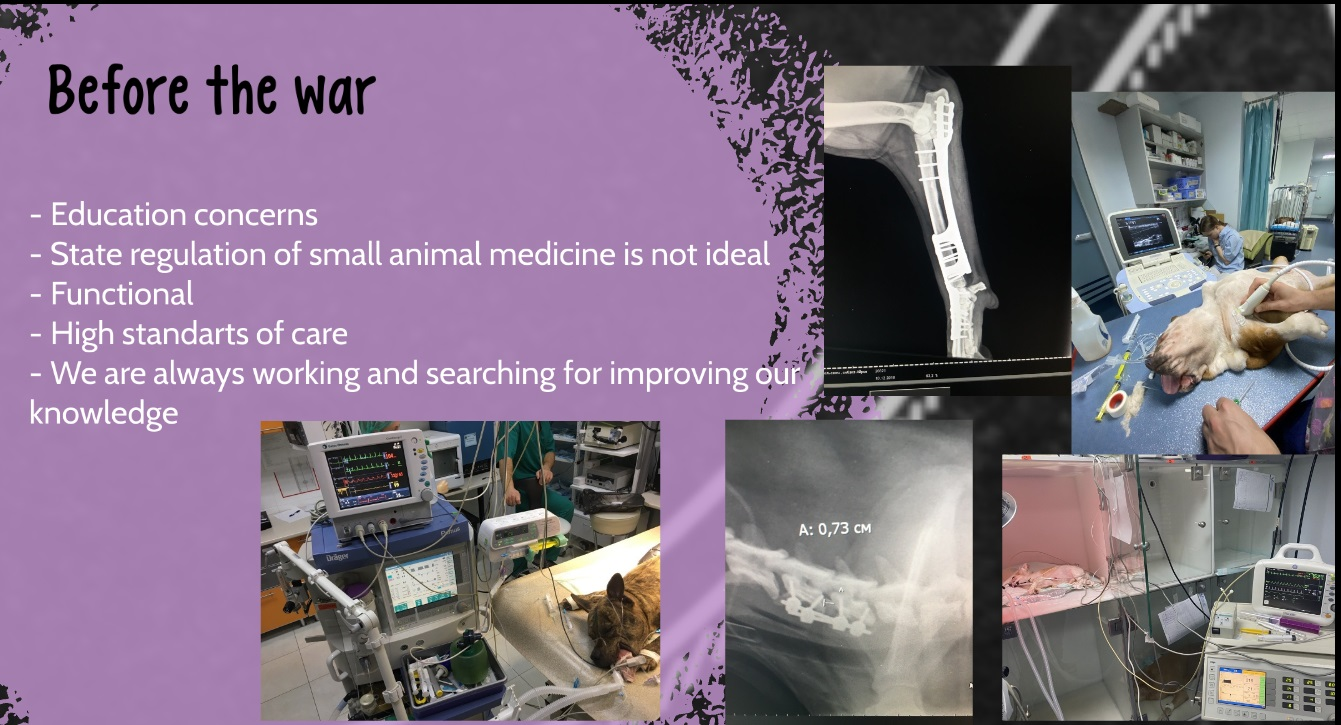 Before the war
- Education concerns
- State regulation of small animal medicine is not ideal
- Functional
- High standarts of care
- We are always working and searching for improving our
knowledge
A: 0,73 см
Dräger